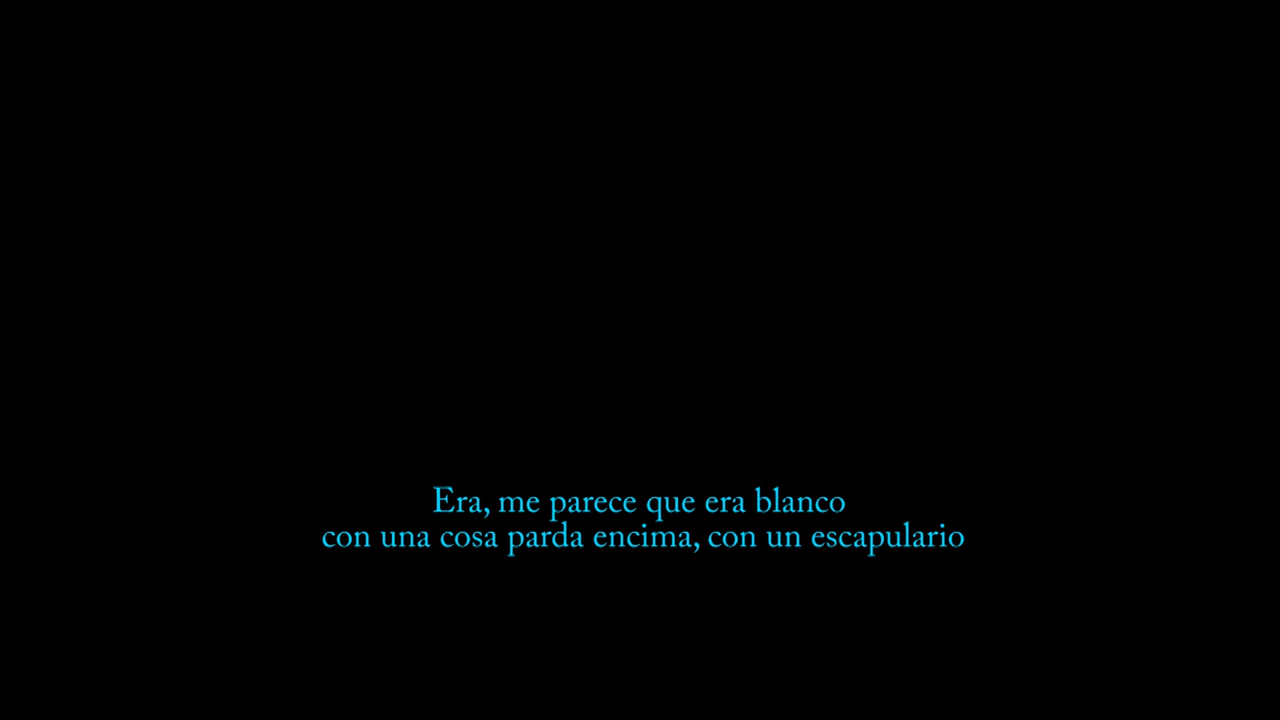 Era, me parece que era blanco
con una cosa parda encima, con un escapulario